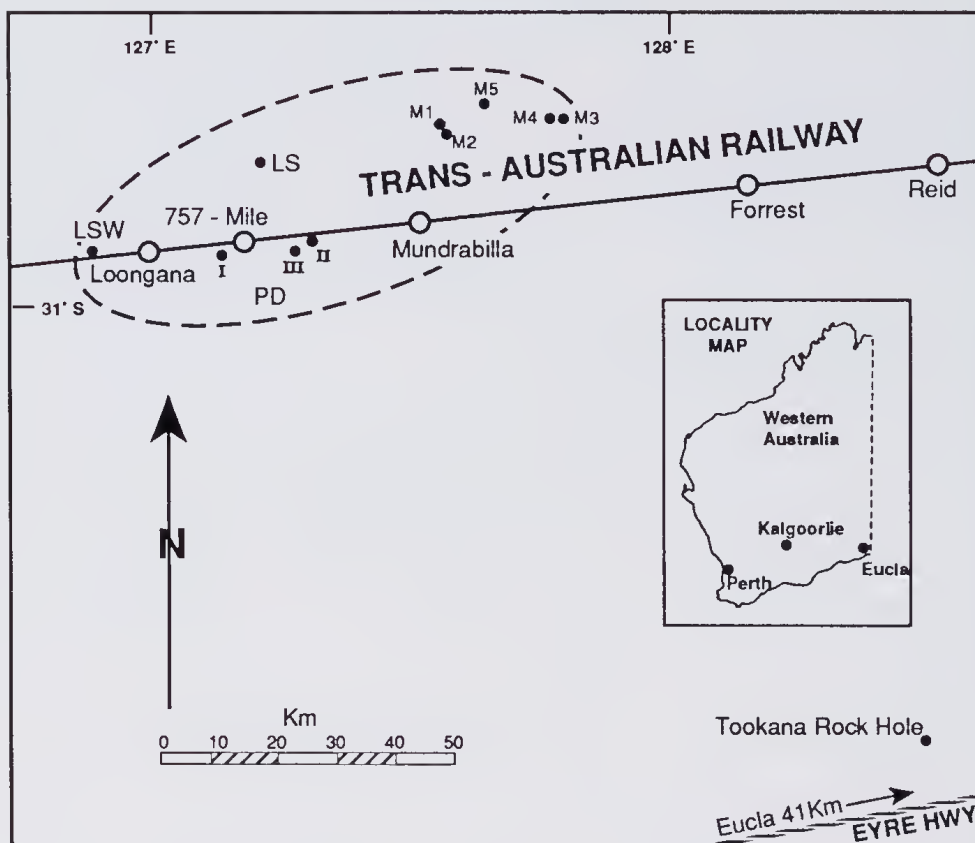 127° E
128° E
M5
M1
M4
M3
M2
LS
TRANS - AUSTRALIAN RAILWAY
Reid
Forrest
757 - Mile
LSW
Mundrabilla
Loongana
I
III
II
PD
31° S
LOCALITY
MAP
Western
Australia
Kalgoorlie
Eucla
Perth
N
Km
0 10 20 30 40 50
Tookana Rock Hole
Eucla 41Km
EYRE HWY